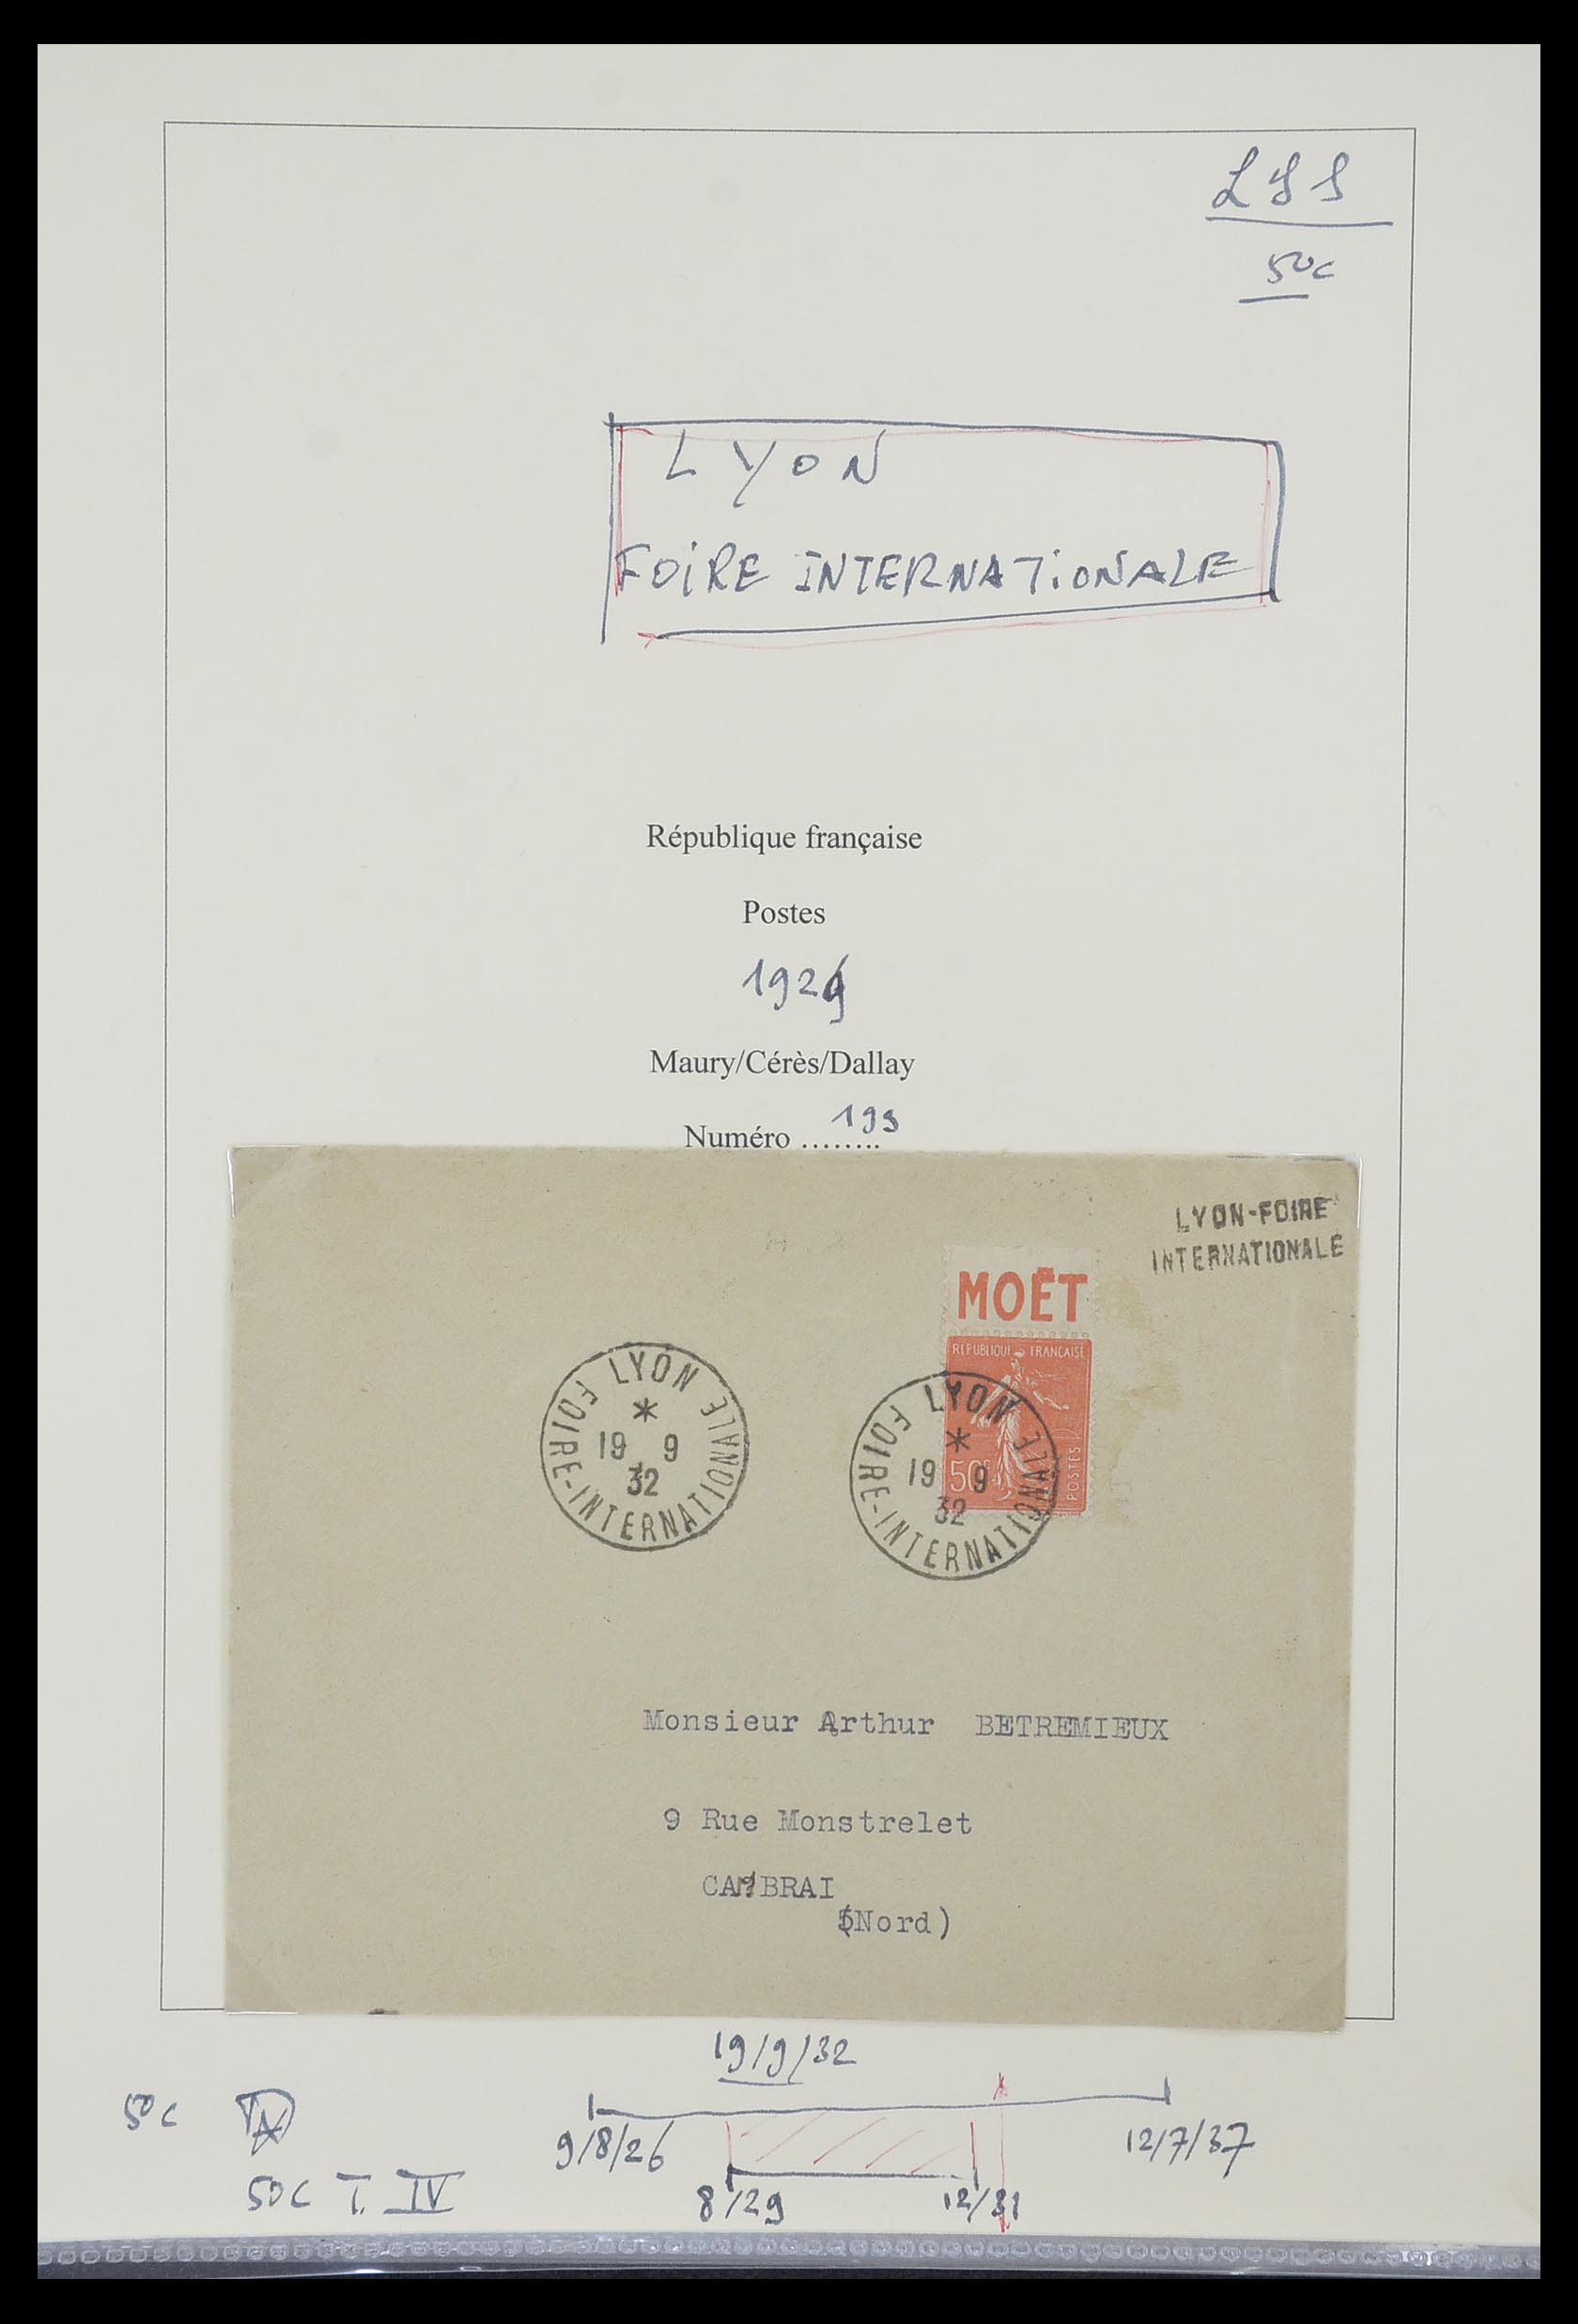 50c
LYON
FOIRE INTERNATIONALE
République française
Postes
1929
Maury/Cérès/Dallay
Numéro ........
199
LYON-FOIRE
INTERNATIONALE
MOËT
REPUBLIQUE FRANÇAISE
50c
POSTES
LYON
FOIRE-INTERNATIONALE
19 9
32
LYON
FOIRE-INTERNATIONALE
19 9
32
Monsieur Arthur BETREMIEUX
9 Rue Monstrelet
CAMBRAI
(Nord)
19/9/32
50c
9/8/26
12/7/37
50c T. IV
8/29
12/31